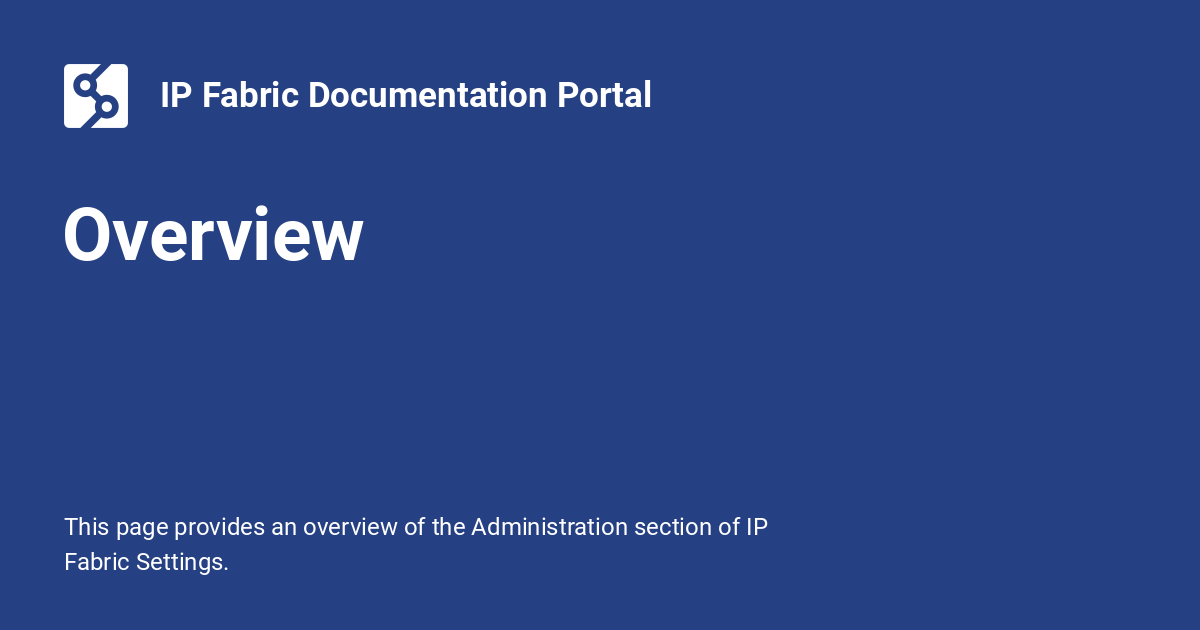 IP Fabric Documentation Portal
Overview
This page provides an overview of the Administration section of IP
Fabric Settings.